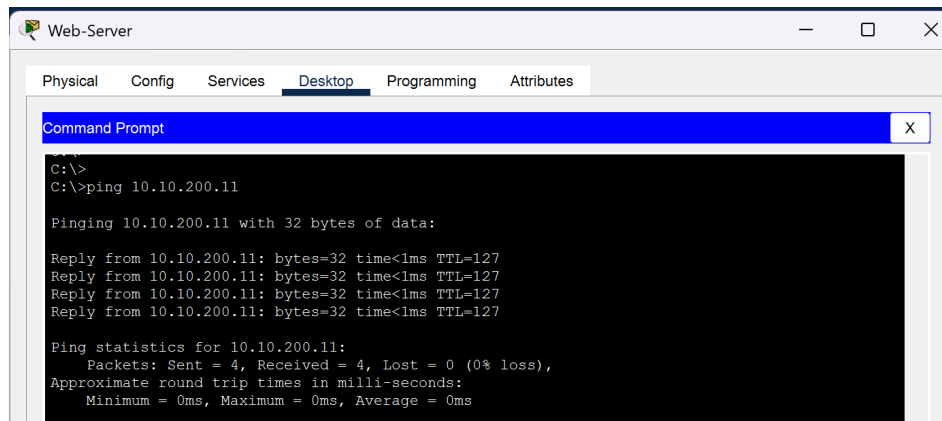 Web-Server
Physical Config Services Desktop Programming Attributes
Command Prompt X
C:\>
C:\>ping 10.10.200.11
Pinging 10.10.200.11 with 32 bytes of data:
Reply from 10.10.200.11: bytes=32 time<1ms TTL=127
Reply from 10.10.200.11: bytes=32 time<1ms TTL=127
Reply from 10.10.200.11: bytes=32 time<1ms TTL=127
Reply from 10.10.200.11: bytes=32 time<1ms TTL=127
Ping statistics for 10.10.200.11:
Packets: Sent = 4, Received = 4, Lost = 0 (0% loss),
Approximate round trip times in milli-seconds:
Minimum = 0ms, Maximum = 0ms, Average = 0ms